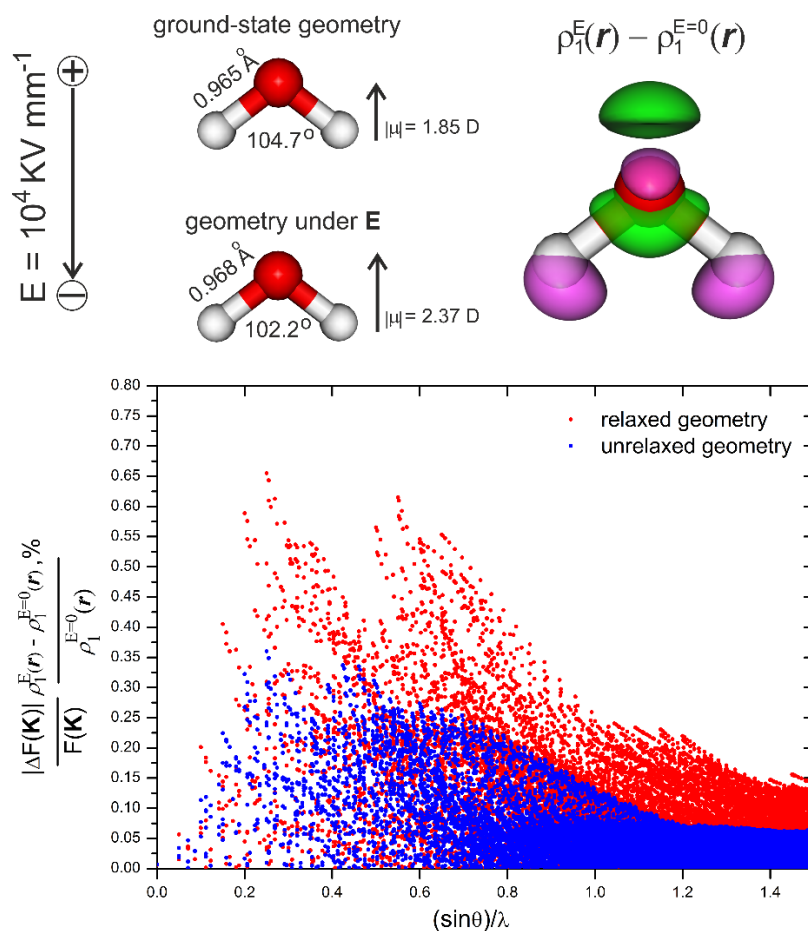 ground-state geometry
0.965 Å
104.7°
|μ|= 1.85 D
+
E = 10⁴ KV mm⁻¹
−
geometry under E
0.968 Å
102.2°
|μ|= 2.37 D
ρ₁ᴱ(r) − ρ₁ᴱ⁼⁰(r)
relaxed geometry
unrelaxed geometry
|ΔF(K)| ρ₁ᴱ(r) - ρ₁ᴱ⁼⁰(r), %
F(K) ρ₁ᴱ⁼⁰(r)
0.80
0.75
0.70
0.65
0.60
0.55
0.50
0.45
0.40
0.35
0.30
0.25
0.20
0.15
0.10
0.05
0.00
0.0 0.2 0.4 0.6 0.8 1.0 1.2 1.4
(sinθ)/λ